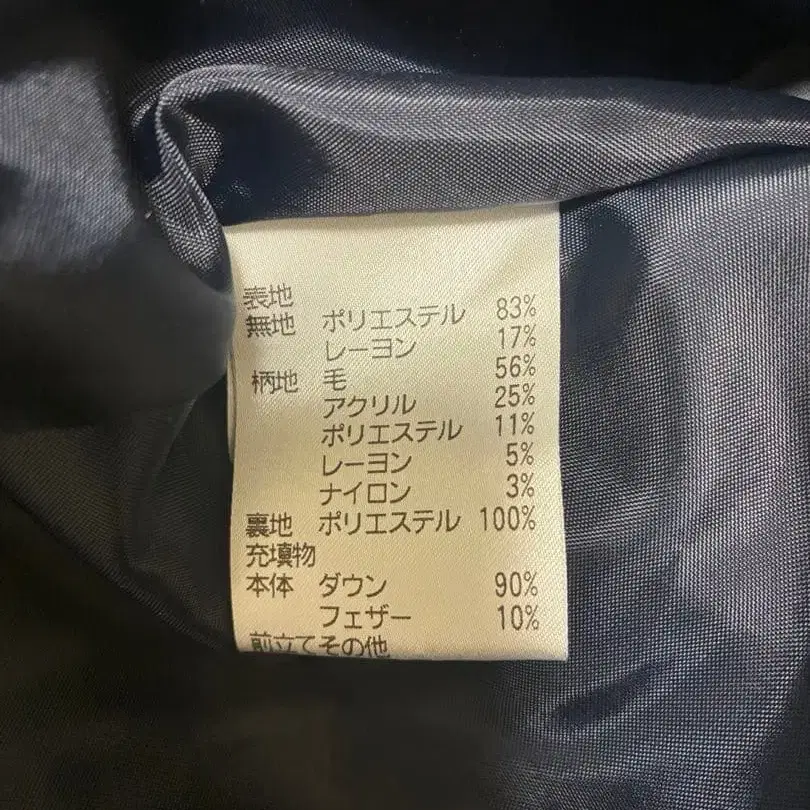 表地
無地 ポリエステル 83%
レーヨン 17%
柄地 毛 56%
アクリル 25%
ポリエステル 11%
レーヨン 5%
ナイロン 3%
裏地 ポリエステル 100%
充填物
本体 ダウン 90%
フェザー 10%
前立てその他